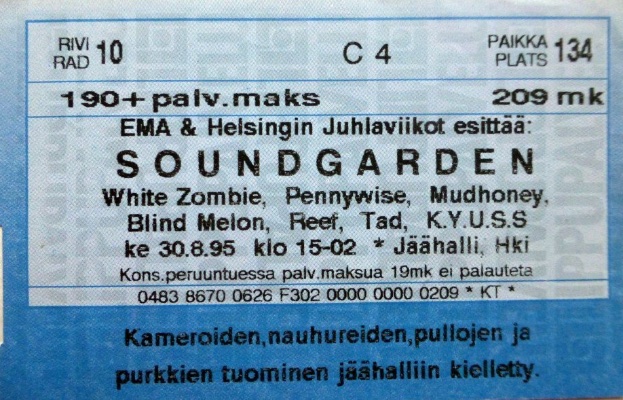 RIVI RAD 10 C 4 PAIKKA PLATS 134
190+palv.maks 209 mk
EMA & Helsingin Juhlaviikot esittää:
SOUNDGARDEN
White Zombie, Pennywise, Mudhoney,
Blind Melon, Reef, Tad, K.Y.U.S.S
ke 30.8.95 klo 15-02 * Jäähalli, Hki
Kons.peruuntuessa palv.maksua 19mk ei palauteta
0483 8670 0626 F302 0000 0000 0209 * KT *
Kameroiden,nauhureiden,pullojen ja
purkkien tuominen jäähalliin kielletty.